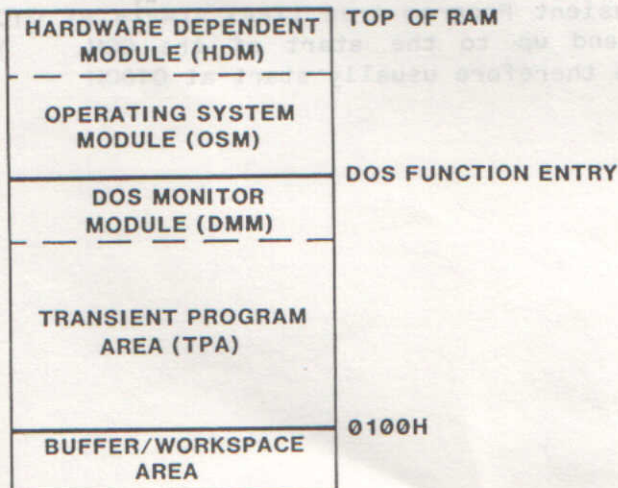 HARDWARE DEPENDENT
MODULE (HDM)
TOP OF RAM
OPERATING SYSTEM
MODULE (OSM)
DOS FUNCTION ENTRY
DOS MONITOR
MODULE (DMM)
TRANSIENT PROGRAM
AREA (TPA)
0100H
BUFFER/WORKSPACE
AREA